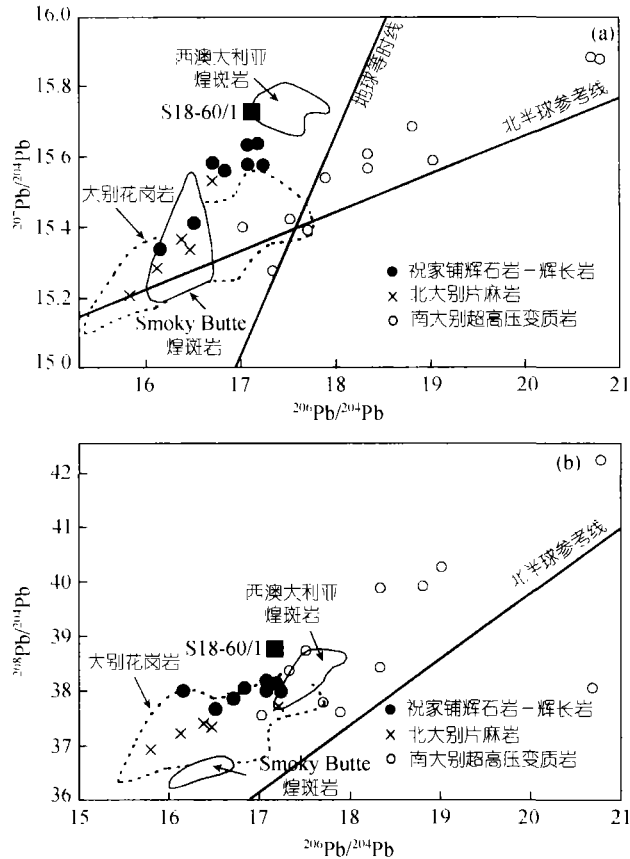 (a)
16.0
15.8
15.6
15.4
15.2
15.0
²⁰⁷Pb/²⁰⁴Pb
西澳大利亚
煌斑岩
S18-60/1
地球等时线
北半球参考线
大别花岗岩
Smoky Butte
煌斑岩
祝家铺辉石岩－辉长岩
北大别片麻岩
南大别超高压变质岩
16 17 18 19 20 21
²⁰⁶Pb/²⁰⁴Pb
(b)
42
41
40
39
38
37
36
²⁰⁸Pb/²⁰⁴Pb
北半球参考线
西澳大利亚
煌斑岩
S18-60/1
大别花岗岩
Smoky Butte
煌斑岩
祝家铺辉石岩－辉长岩
北大别片麻岩
南大别超高压变质岩
15 16 17 18 19 20 21
²⁰⁶Pb/²⁰⁴Pb